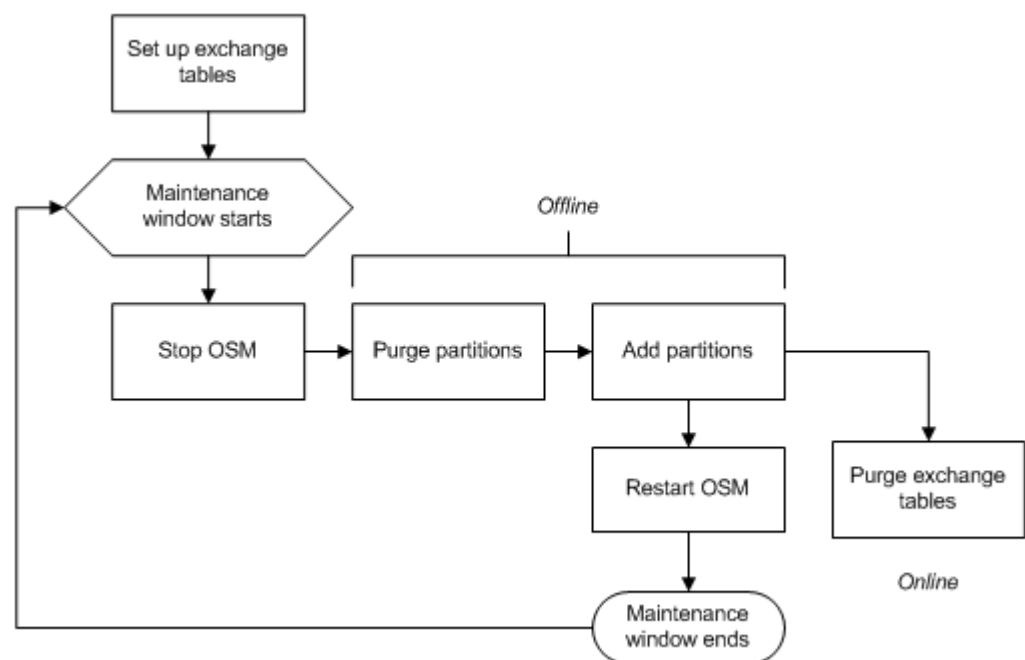 Set up exchange
tables
Maintenance
window starts
Offline
Stop OSM
Purge partitions
Add partitions
Restart OSM
Purge exchange
tables
Online
Maintenance
window ends